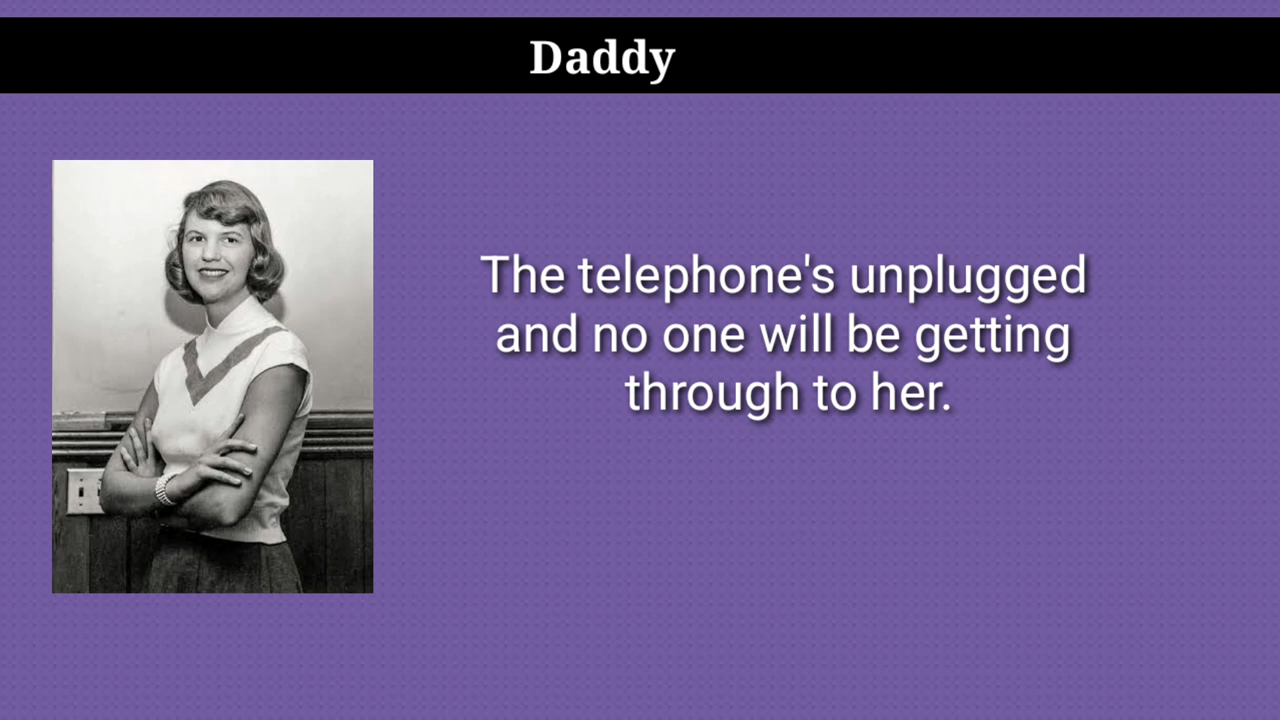 Daddy
The telephone's unplugged
and no one will be getting
through to her.